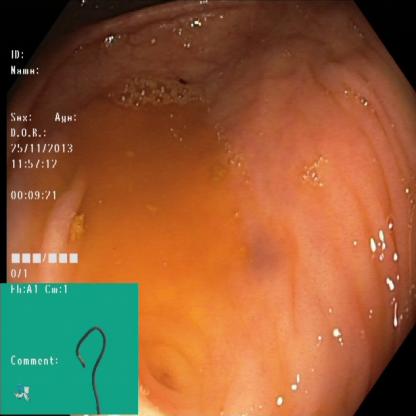 ID:
Name:
Sex: Age:
D.O.B.:
25/11/2013
11:57:12
00:09:21
■■■/■■■
0/1
Eh:A1 Cm:1
Comment: